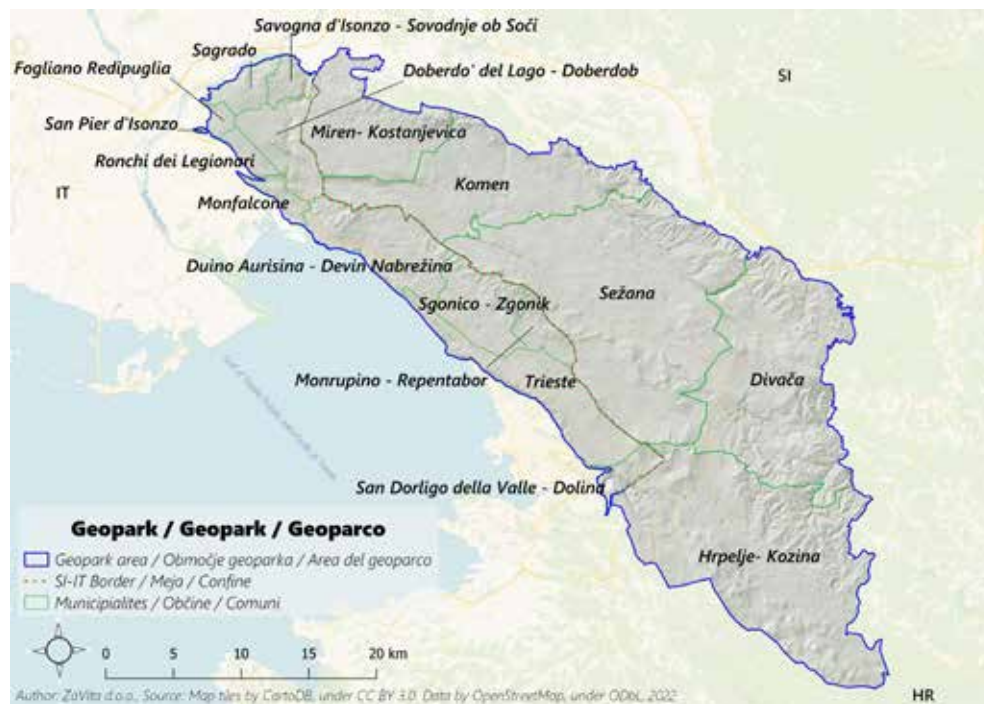 Savogna d'Isonzo - Sovodnje ob Soči
Sagrado
Fogliano Redipuglia
Doberdo' del Lago - Doberdob
SI
San Pier d'Isonzo
Miren- Kostanjevica
Ronchi dei Legionari
IT
Komen
Monfalcone
Duino Aurisina - Devin Nabrežina
Sgonico - Zgonik
Sežana
Monrupino - Repentabor
Trieste
Divača
San Dorligo della Valle - Dolina
Hrpelje- Kozina
Geopark / Geopark / Geoparco
Geopark area / Območje geoparka / Area del geoparco
SI-IT Border / Meja / Confine
Municipialites / Občine / Comuni
0 5 10 15 20 km
Author: ZaVita d.o.o., Source: Map tiles by CartoDB, under CC BY 3.0. Data by OpenStreetMap, under ODbL, 2022
HR